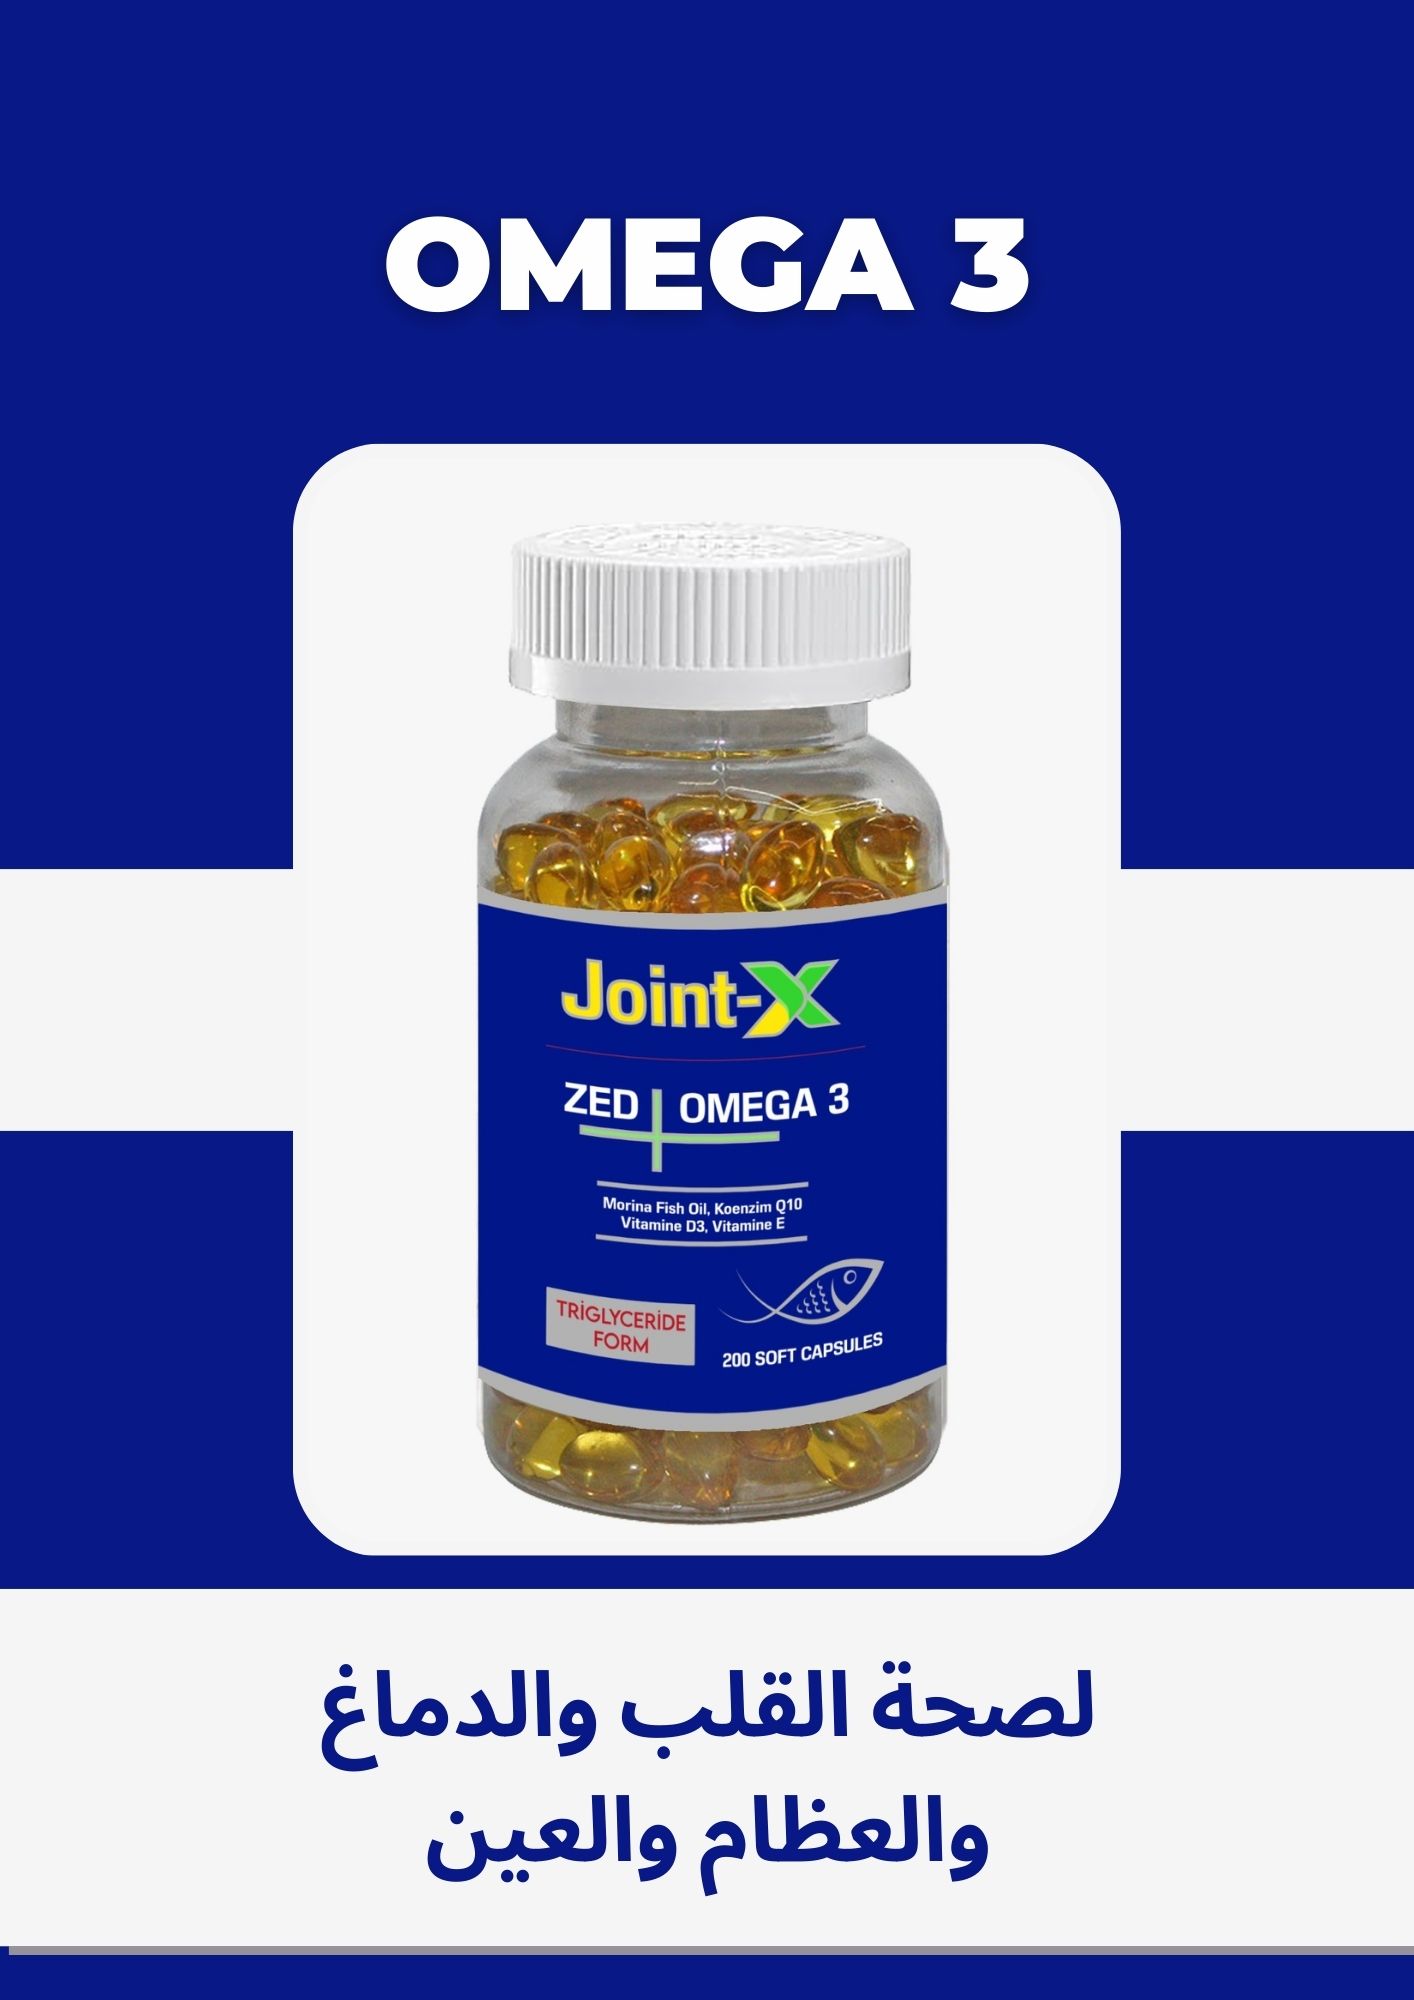 OMEGA 3
Joint-X
ZED + OMEGA 3
Morina Fish Oil, Koenzim Q10
Vitamine D3, Vitamine E
TRİGLYCERİDE
FORM
200 SOFT CAPSULES
لصحة القلب والدماغ
والعظام والعين